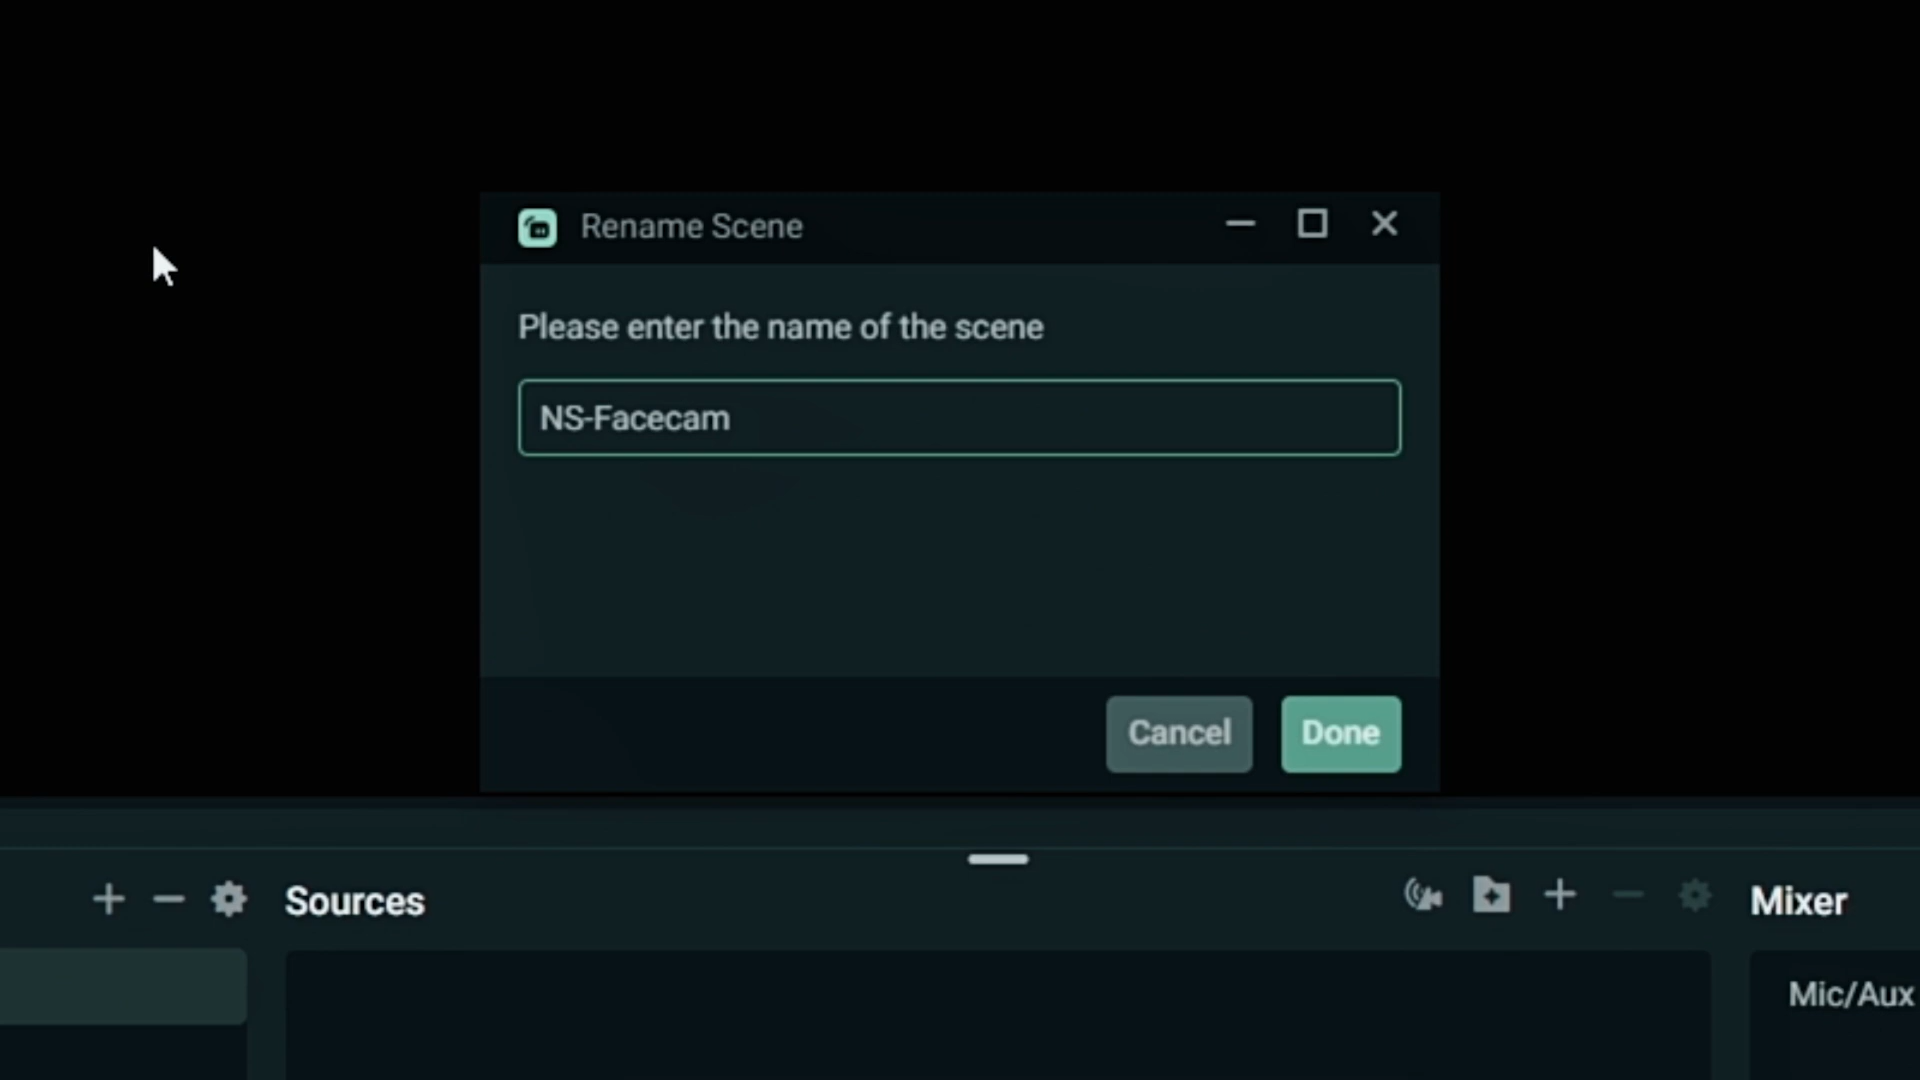 Rename Scene
Please enter the name of the scene
NS-Facecam
Cancel
Done
Sources
Mixer
Mic/Aux